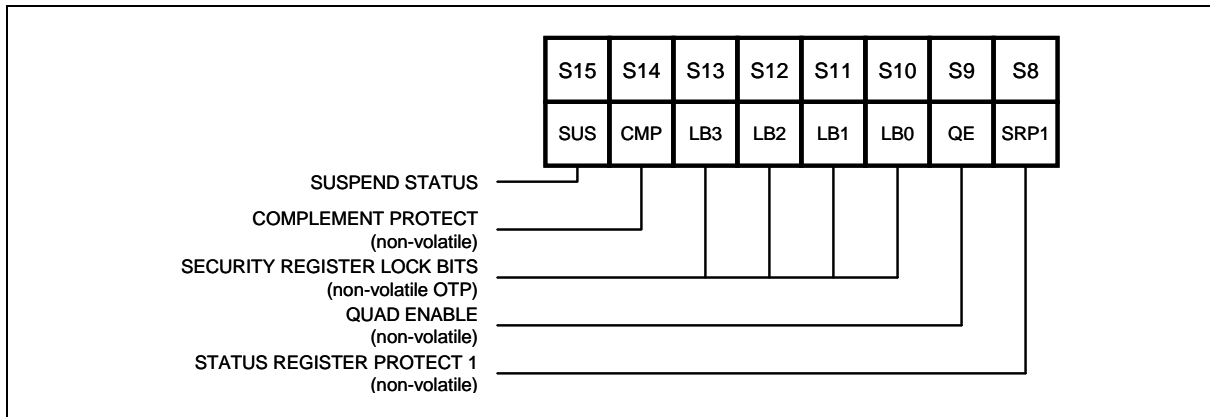 S15 S14 S13 S12 S11 S10 S9 S8
SUS CMP LB3 LB2 LB1 LB0 QE SRP1
SUSPEND STATUS
COMPLEMENT PROTECT
(non-volatile)
SECURITY REGISTER LOCK BITS
(non-volatile OTP)
QUAD ENABLE
(non-volatile)
STATUS REGISTER PROTECT 1
(non-volatile)